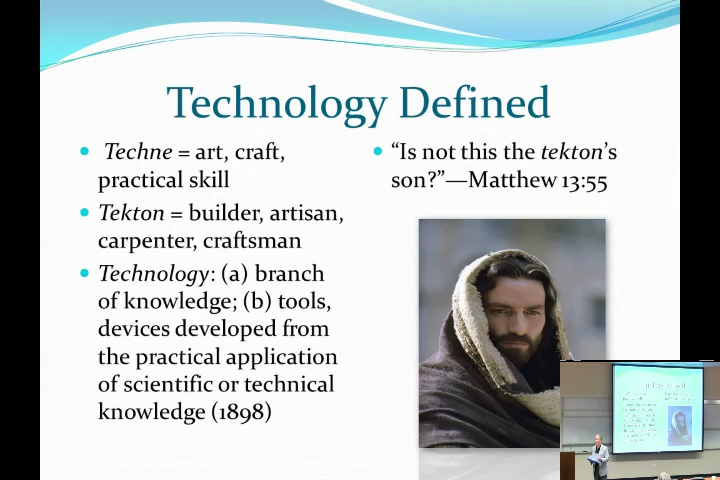 Technology Defined
Techne = art, craft,
practical skill
Tekton = builder, artisan,
carpenter, craftsman
Technology: (a) branch
of knowledge; (b) tools,
devices developed from
the practical application
of scientific or technical
knowledge (1898)
“Is not this the tekton’s
son?”—Matthew 13:55